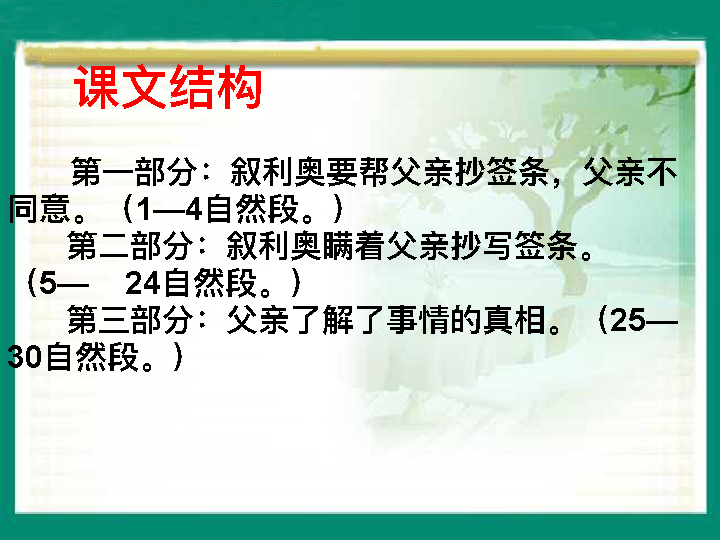 课文结构
第一部分：叙利奥要帮父亲抄签条，父亲不
同意。（1—4自然段。）
第二部分：叙利奥瞒着父亲抄写签条。
（5— 24自然段。）
第三部分：父亲了解了事情的真相。（25—
30自然段。）